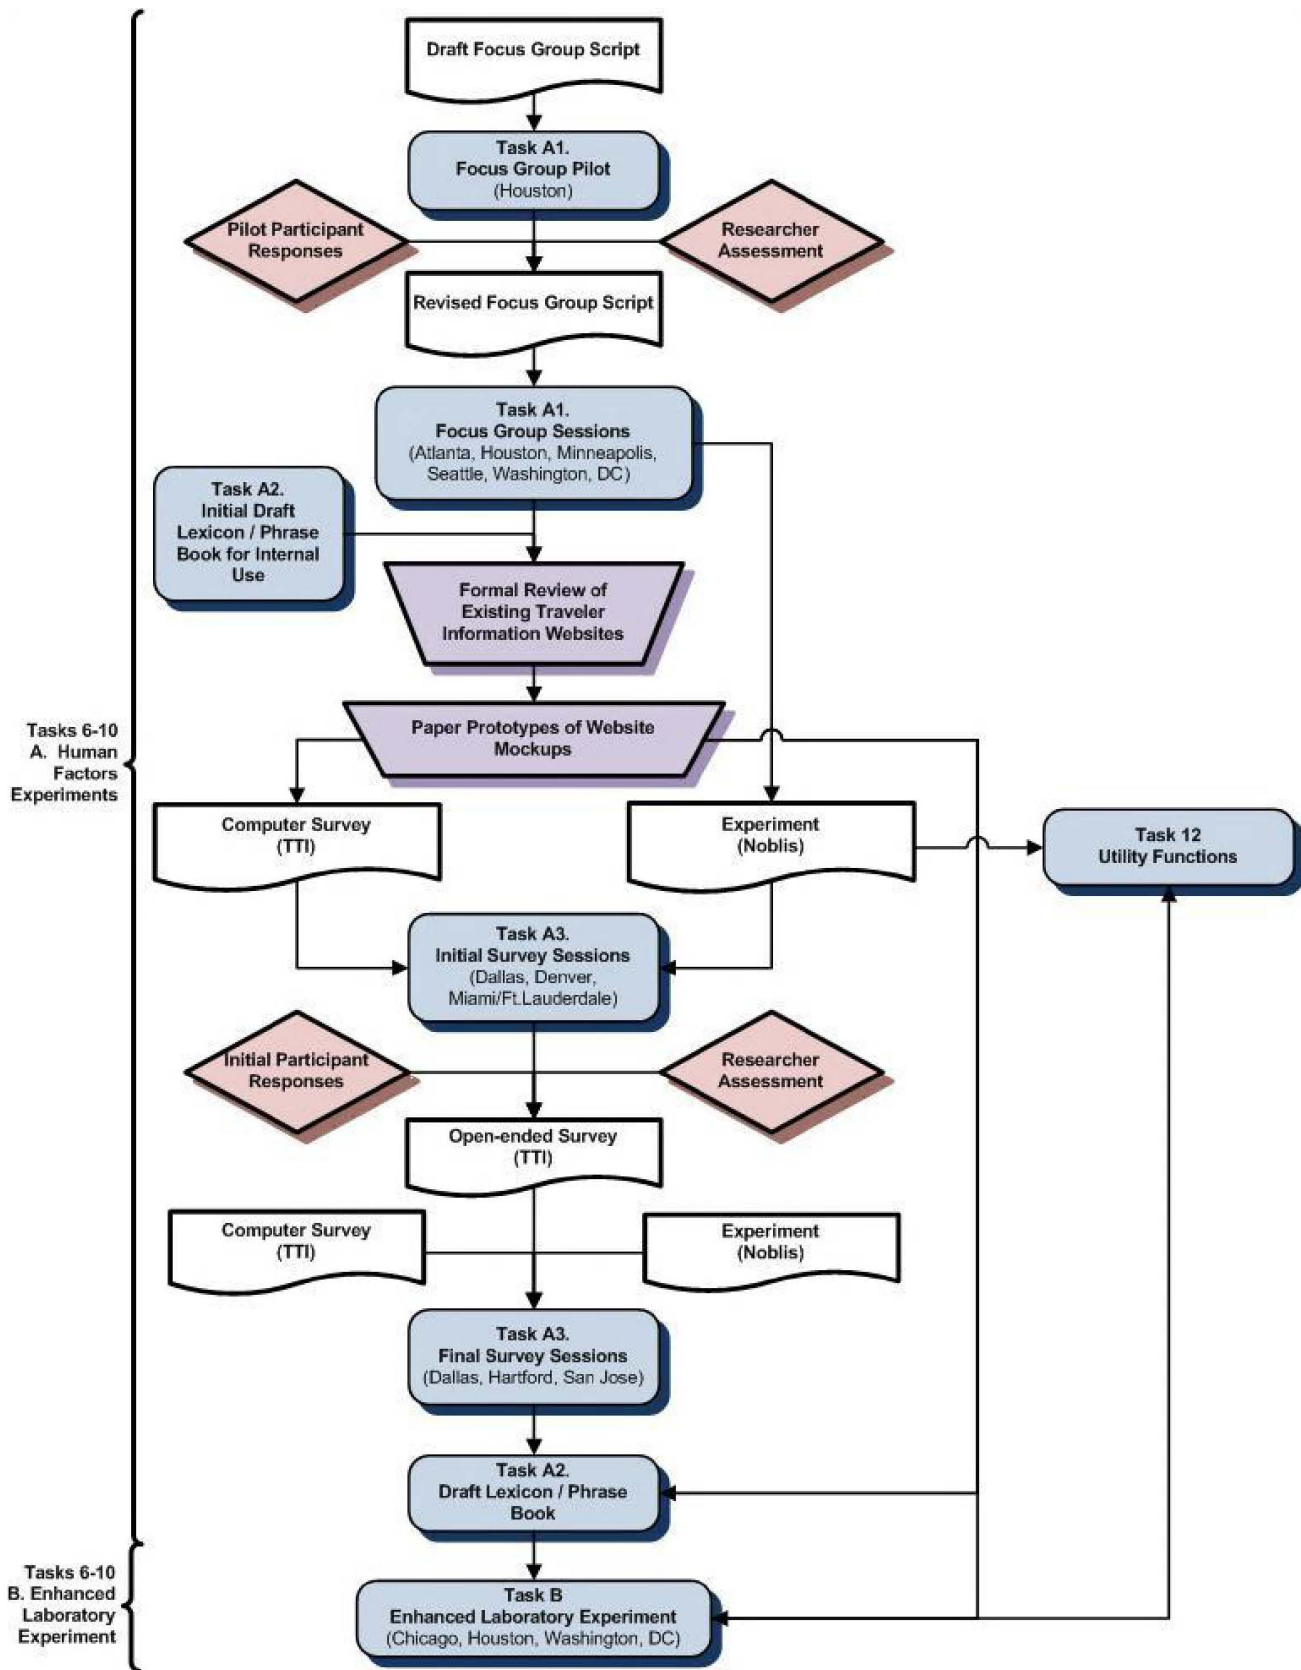 Draft Focus Group Script
Task A1.
Focus Group Pilot
(Houston)
Pilot Participant
Responses
Researcher
Assessment
Revised Focus Group Script
Task A1.
Focus Group Sessions
(Atlanta, Houston, Minneapolis,
Seattle, Washington, DC)
Task A2.
Initial Draft
Lexicon / Phrase
Book for Internal
Use
Formal Review of
Existing Traveler
Information Websites
Paper Prototypes of Website
Mockups
Tasks 6-10
A. Human
Factors
Experiments
Computer Survey
(TTI)
Experiment
(Noblis)
Task 12
Utility Functions
Task A3.
Initial Survey Sessions
(Dallas, Denver,
Miami/Ft.Lauderdale)
Initial Participant
Responses
Researcher
Assessment
Open-ended Survey
(TTI)
Computer Survey
(TTI)
Experiment
(Noblis)
Task A3.
Final Survey Sessions
(Dallas, Hartford, San Jose)
Task A2.
Draft Lexicon / Phrase
Book
Tasks 6-10
B. Enhanced
Laboratory
Experiment
Task B
Enhanced Laboratory Experiment
(Chicago, Houston, Washington, DC)